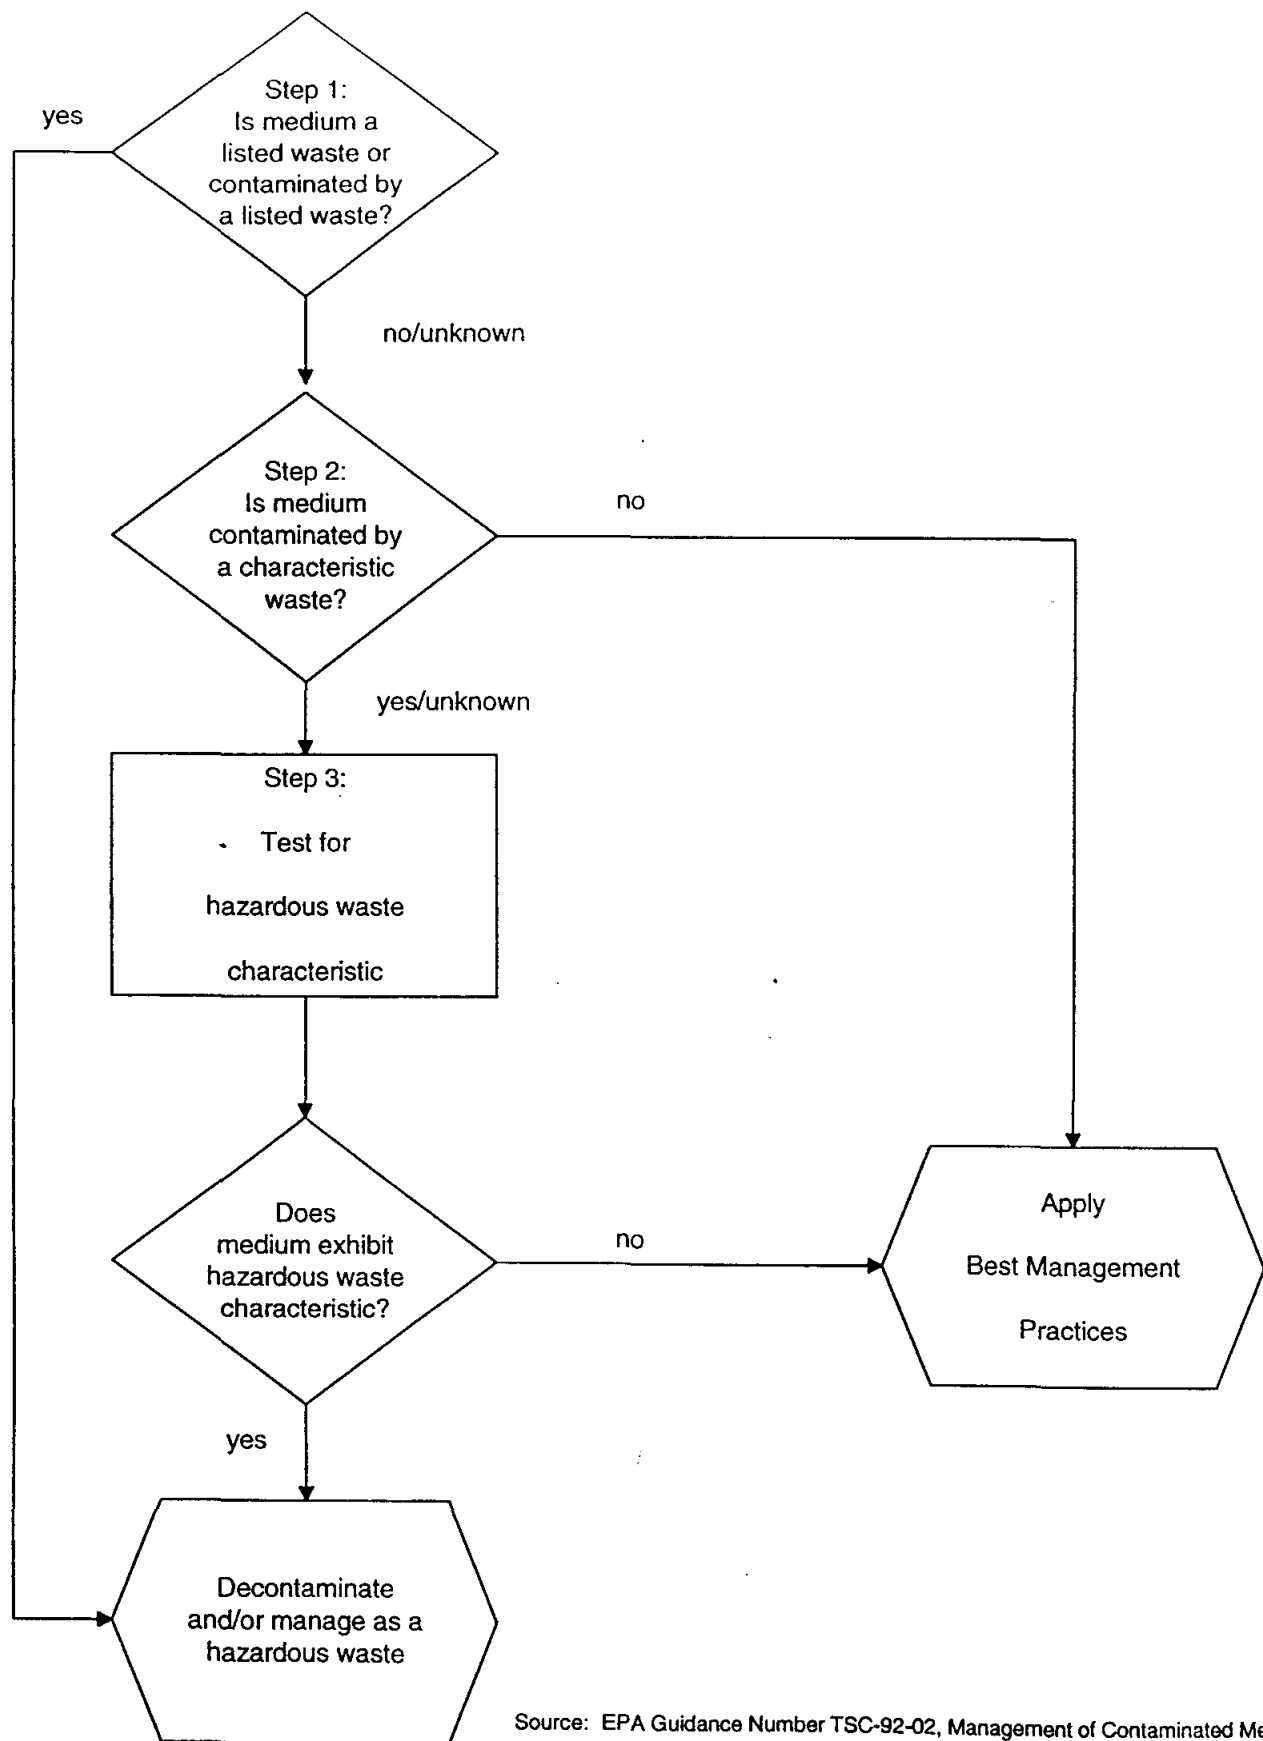 Step 1:
Is medium a
listed waste or
contaminated by
a listed waste?
yes
no/unknown
Step 2:
Is medium
contaminated by
a characteristic
waste?
no
yes/unknown
Step 3:
Test for
hazardous waste
characteristic
Does
medium exhibit
hazardous waste
characteristic?
no
Apply
Best Management
Practices
yes
Decontaminate
and/or manage as a
hazardous waste
Source: EPA Guidance Number TSC-92-02, Management of Contaminated